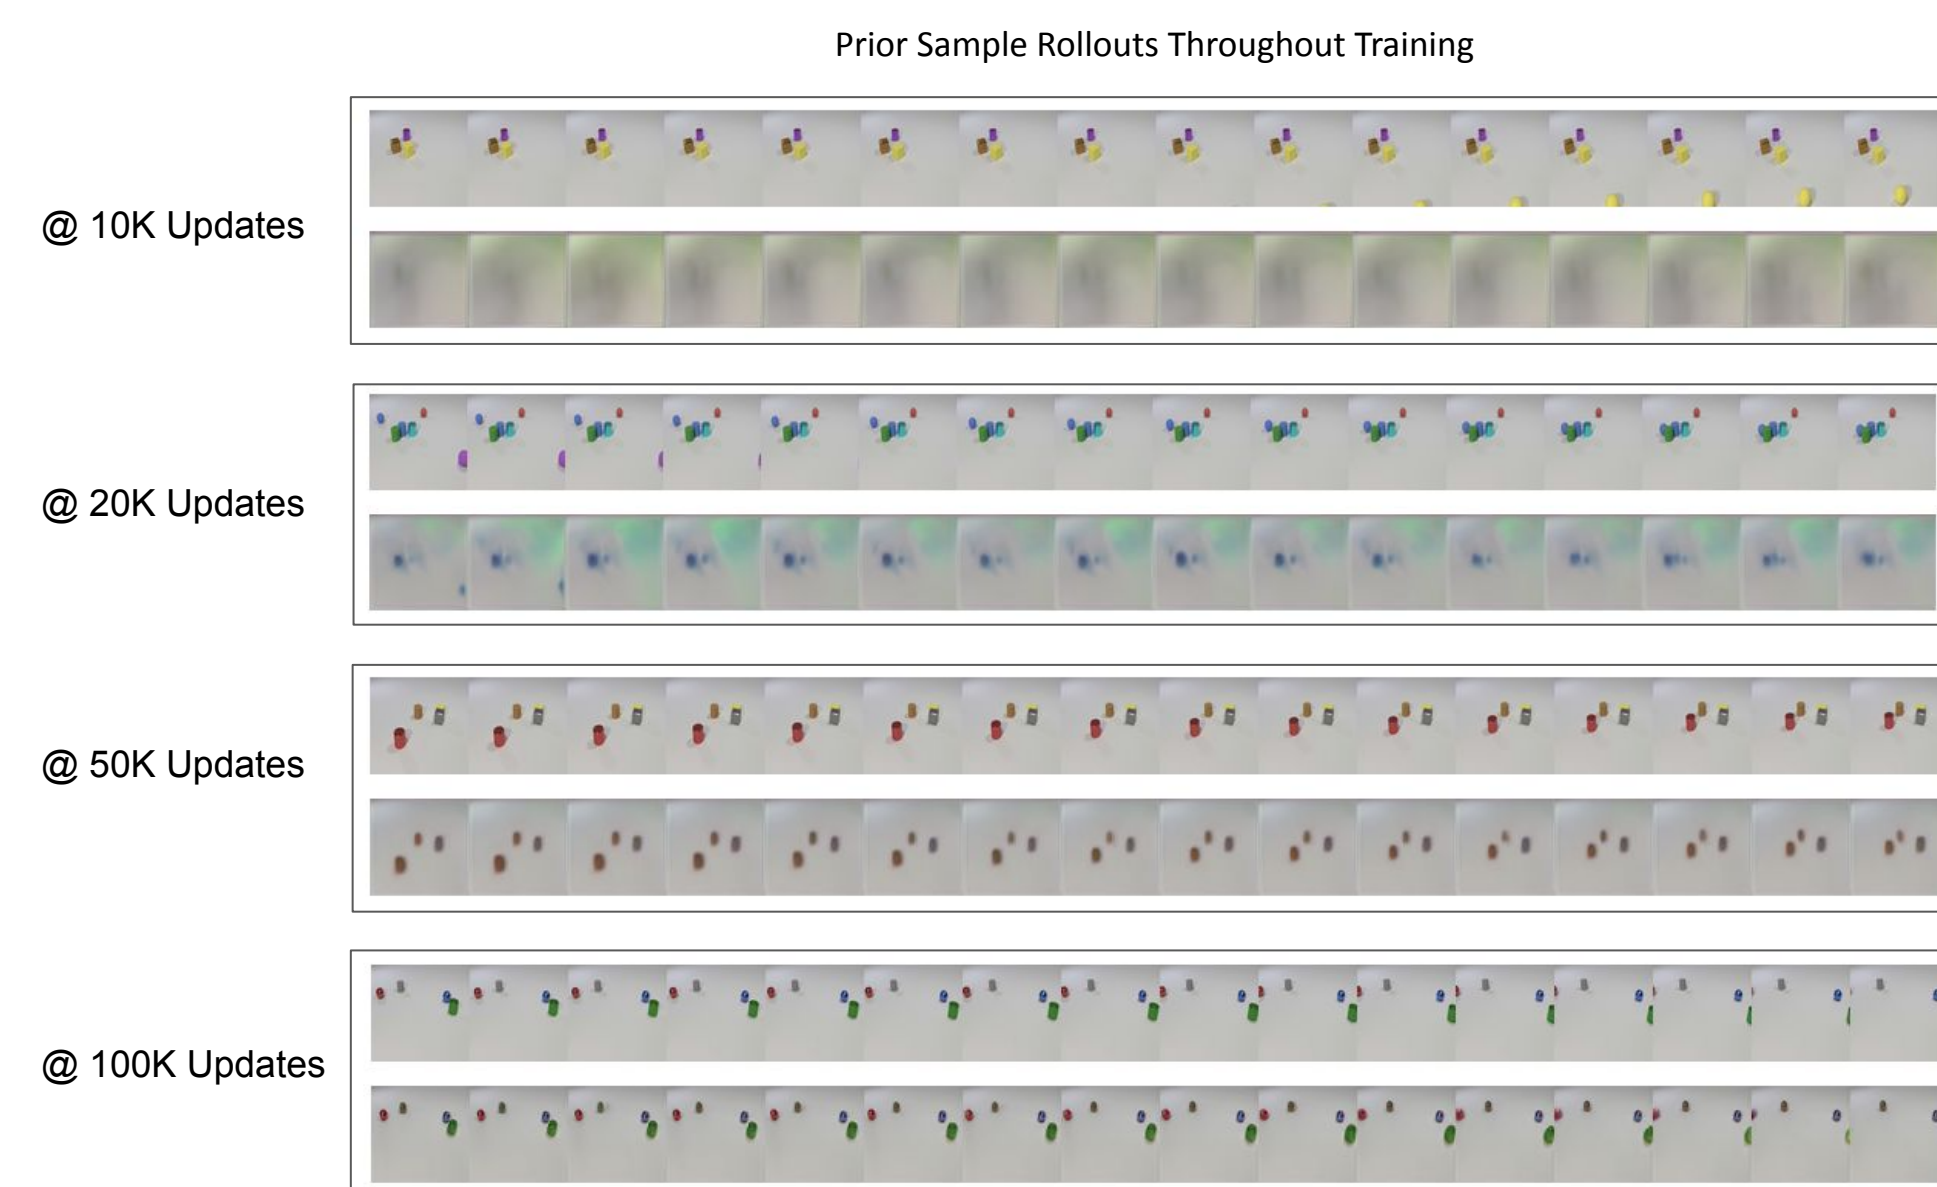 Prior Sample Rollouts Throughout Training
@ 10K Updates
@ 20K Updates
@ 50K Updates
@ 100K Updates